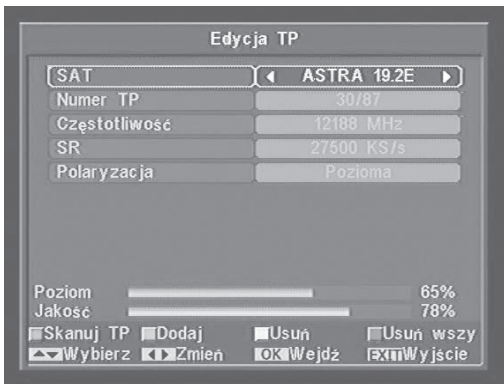 Edycja TP
SAT ASTRA 19.2E
Numer TP 30/87
Częstotliwość 12188 MHz
SR 27500 KS/s
Polaryzacja Pozioma
Poziom 65%
Jakość 78%
Skanuj TP Dodaj Usuń Usuń wszy
Wybierz Zmień OK Wejdź EXIT Wyjście